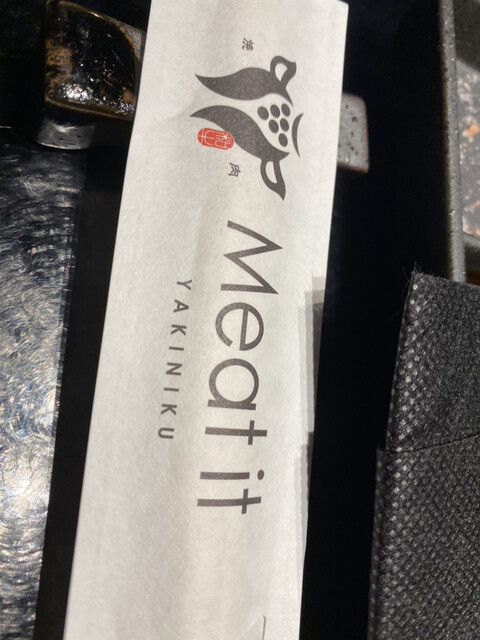 焼
肉
Meat it
YAKINIKU